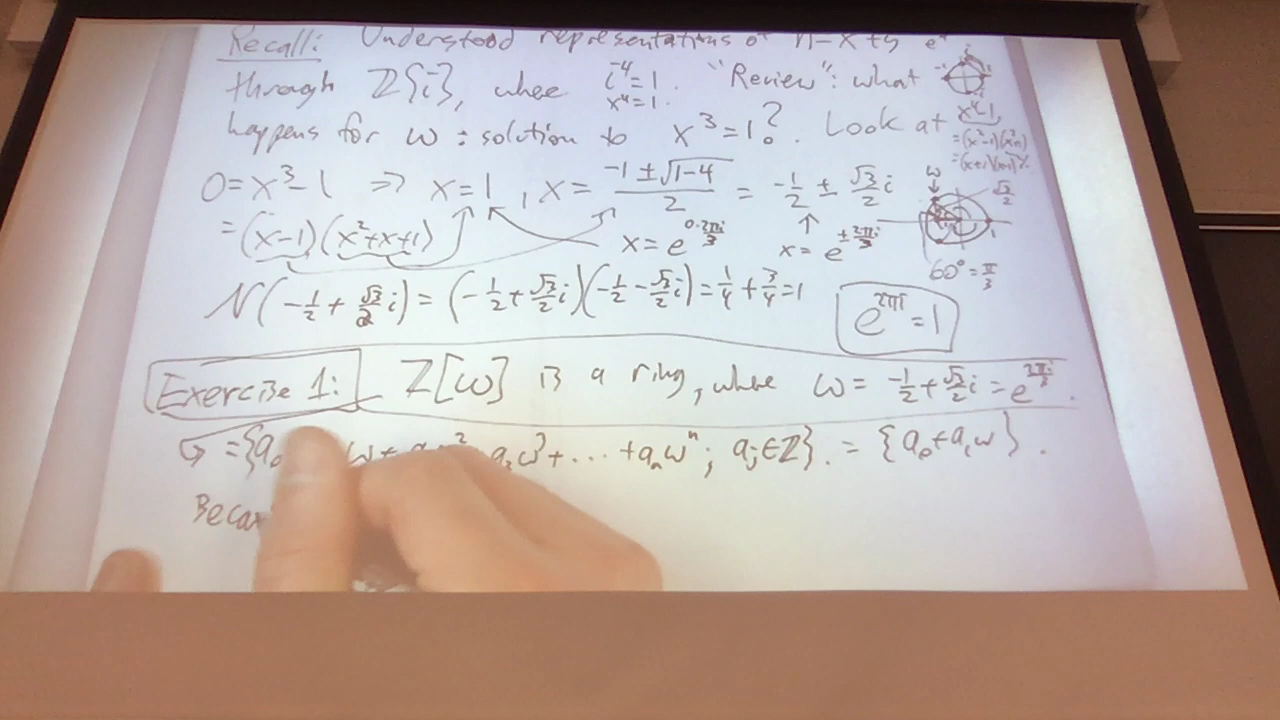 Recall: Understood representations of n=x²+y²
through Z[i], where i⁴=1. x⁴=1. "Review": what
happens for ω: solution to x³=1? Look at
x⁴-1
=(x²-1)(x²+1)
0=x³-1 ⇒ x=1, x= (-1±√(1-4))/2 = -1/2 ± √3/2 i
ω
√3/2
=(x-1)(x²+x+1)
x=e^(0·2πi/3)
x=e^(±2πi/3)
60°=π/3
N(-1/2+√3/2 i)=(-1/2+√3/2 i)(-1/2-√3/2 i)=1/4+3/4=1
e^(2πi)=1
Exercise 1: Z[ω] is a ring, where ω= -1/2+√3/2 i=e^(2πi/3).
={a₀ ω+ ω³+...+aₙωⁿ; aⱼ∈Z}. = {a₀+a₁ω}.